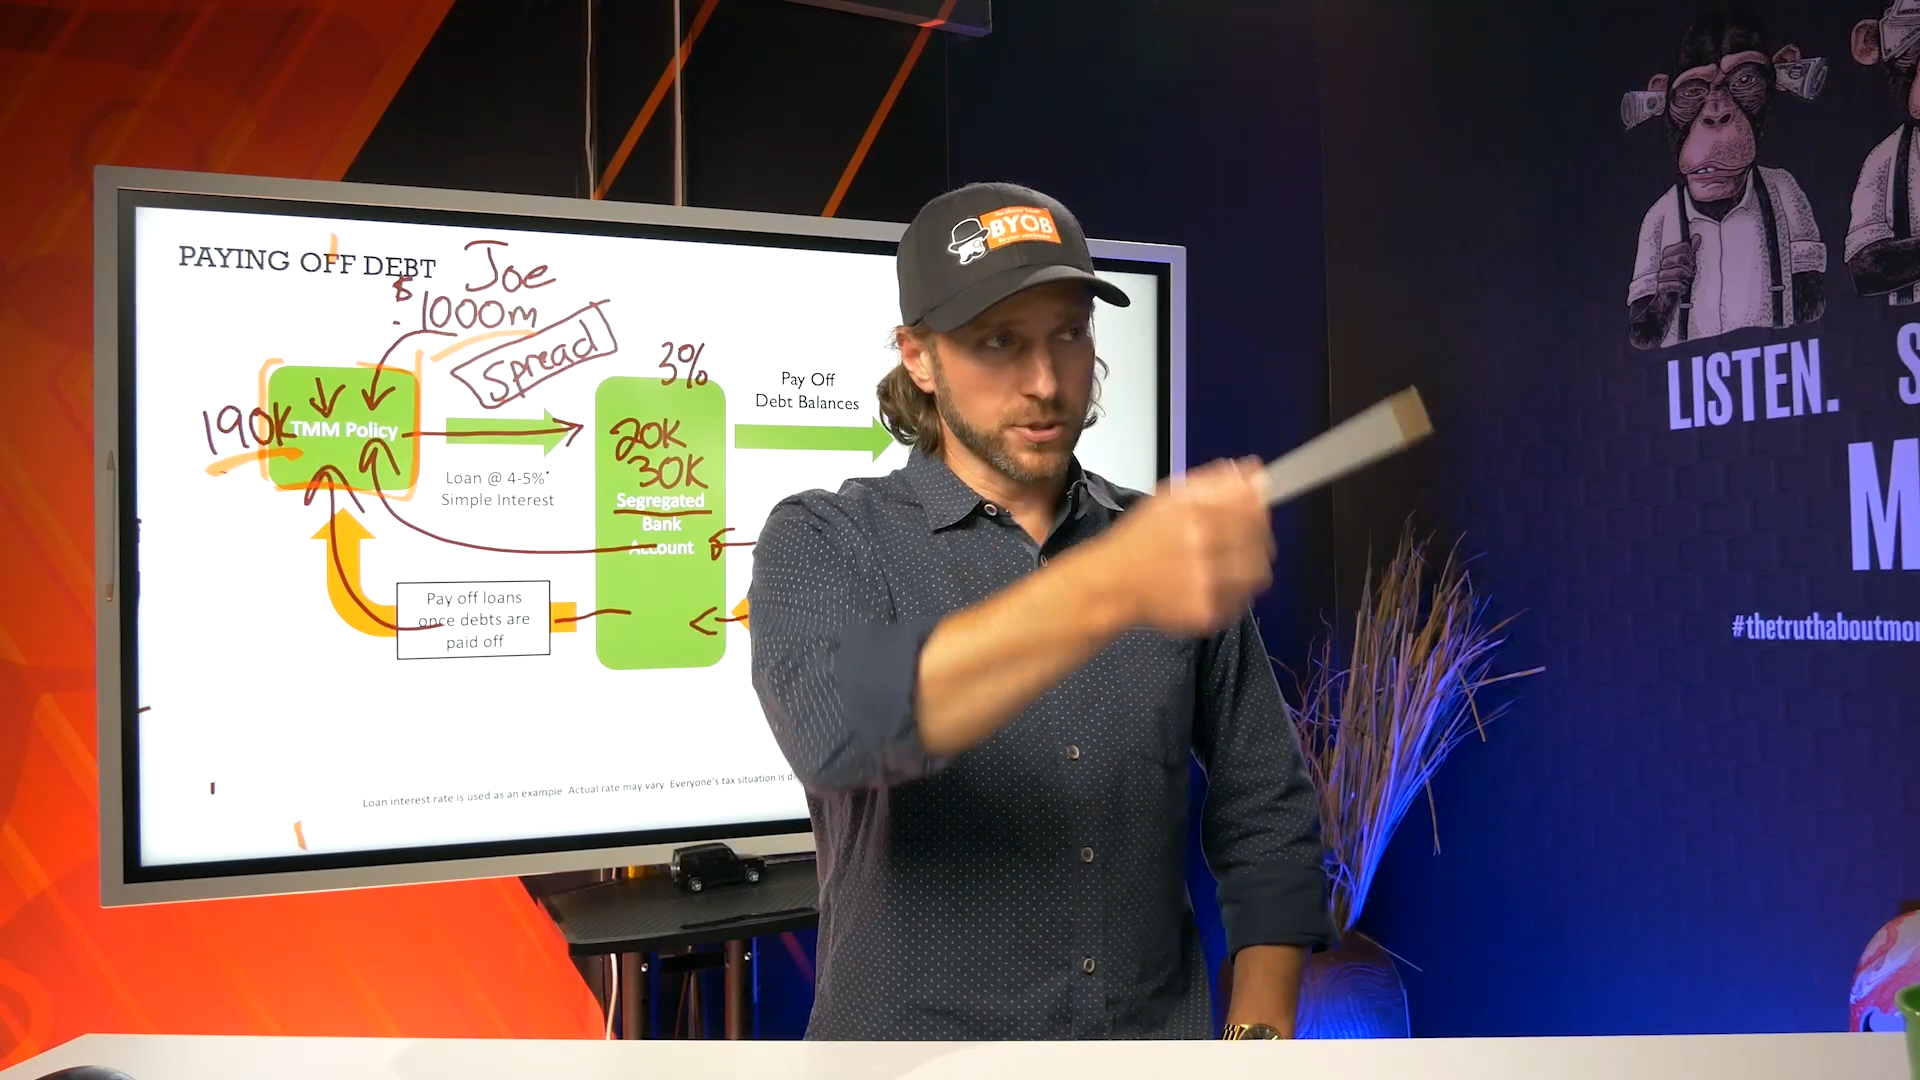 PAYING OFF DEBT
Joe
$1000m
Spread
190K
TMM Policy
Loan @ 4-5%*
Simple Interest
3%
20K
30K
Segregated
Bank
Account
Pay Off
Debt Balances
Pay off loans
once debts are
paid off
Loan interest rate is used as an example. Actual rate may vary. Everyone's tax situation is
BYOB
LISTEN.
S
M
#thetruthaboutmon